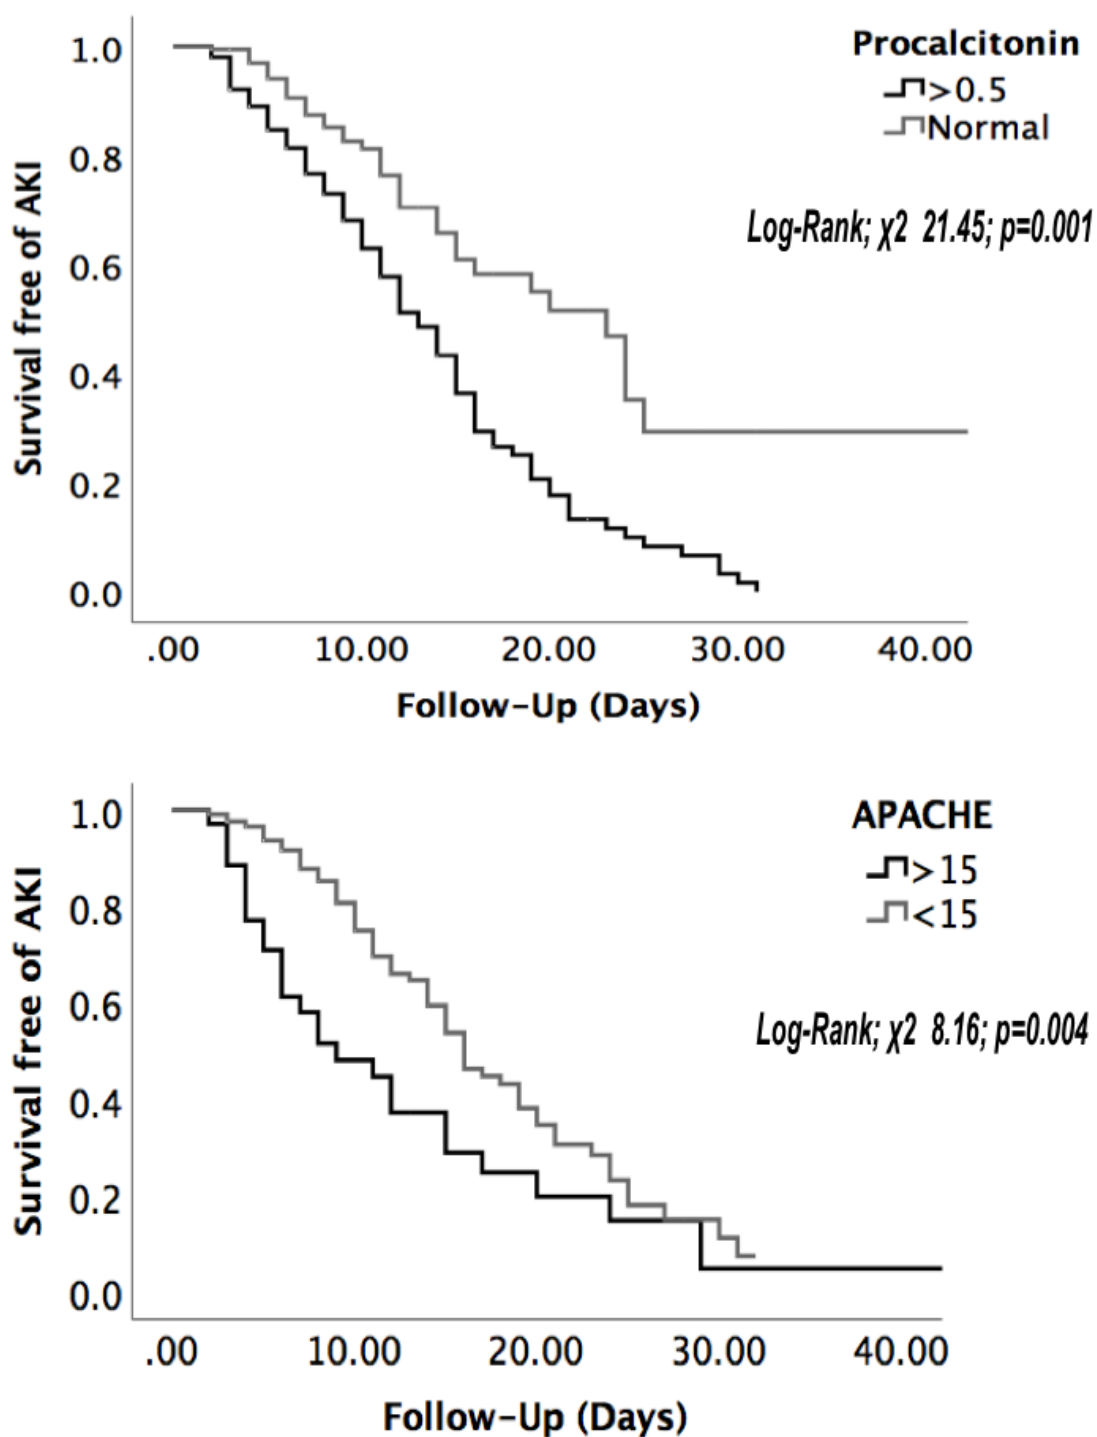 Procalcitonin
>0.5
Normal
Log-Rank; χ2 21.45; p=0.001
Survival free of AKI
1.0
0.8
0.6
0.4
0.2
0.0
.00 10.00 20.00 30.00 40.00
Follow-Up (Days)
APACHE
>15
<15
Log-Rank; χ2 8.16; p=0.004
Survival free of AKI
1.0
0.8
0.6
0.4
0.2
0.0
.00 10.00 20.00 30.00 40.00
Follow-Up (Days)